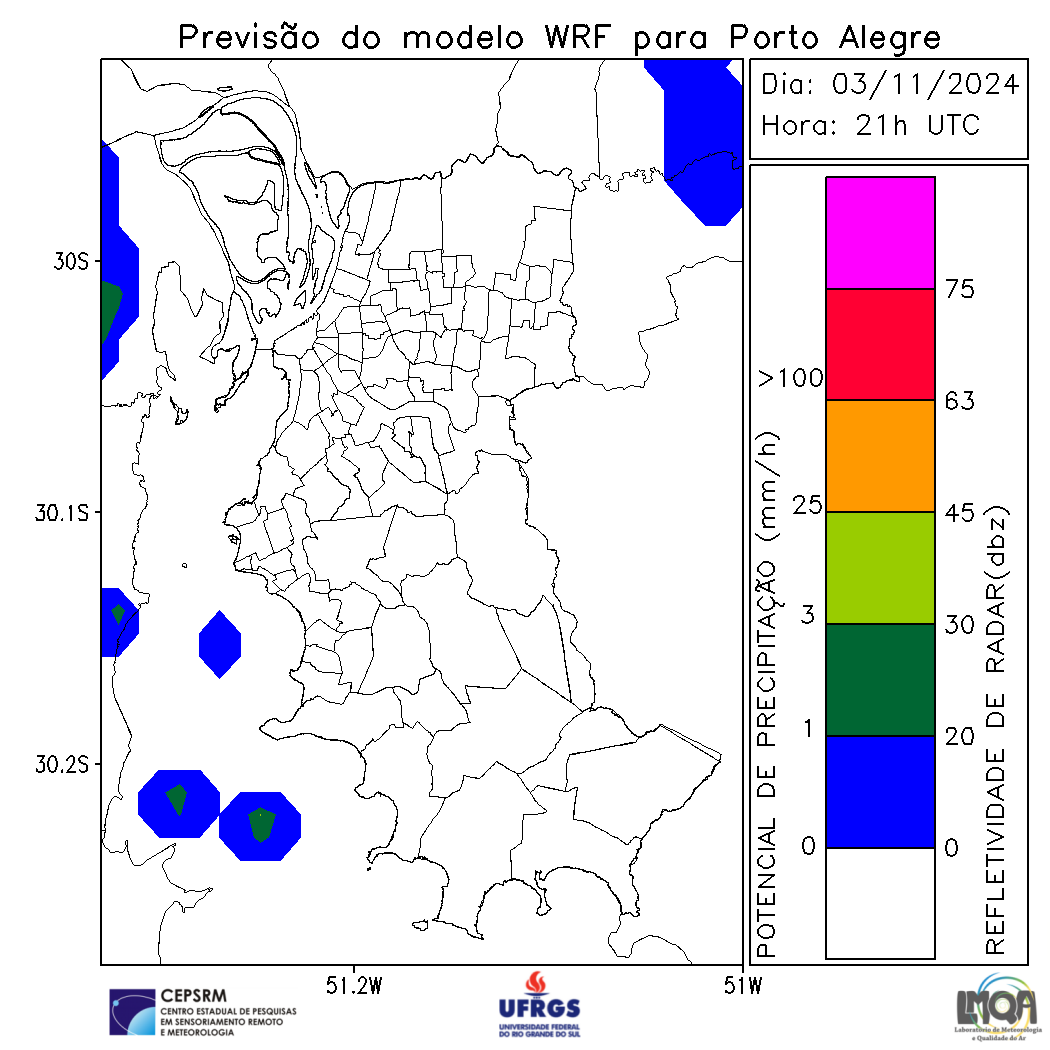 Previsão do modelo WRF para Porto Alegre
Dia: 03/11/2024
Hora: 21h UTC
30S
30.1S
30.2S
51.2W
51W
POTENCIAL DE PRECIPITAÇÃO (mm/h)
>100
25
3
1
0
75
63
45
30
20
0
REFLETIVIDADE DE RADAR(dbz)
CEPSRM
CENTRO ESTADUAL DE PESQUISAS
EM SENSORIAMENTO REMOTO
E METEOROLOGIA
UFRGS
UNIVERSIDADE FEDERAL
DO RIO GRANDE DO SUL
LMQA
Laboratório de Meteorologia
e Qualidade do Ar